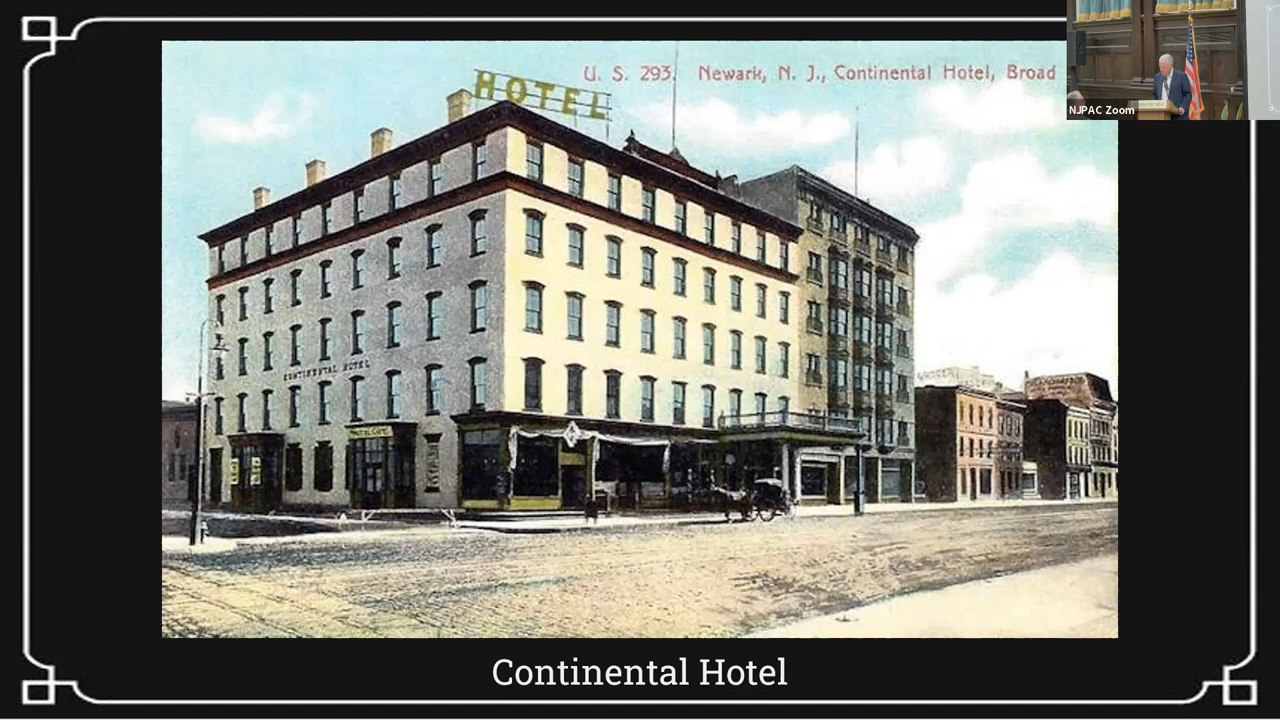 U. S. 293. Newark, N. J., Continental Hotel, Broad
HOTEL
CONTINENTAL HOTEL
NJPAC Zoom
Continental Hotel